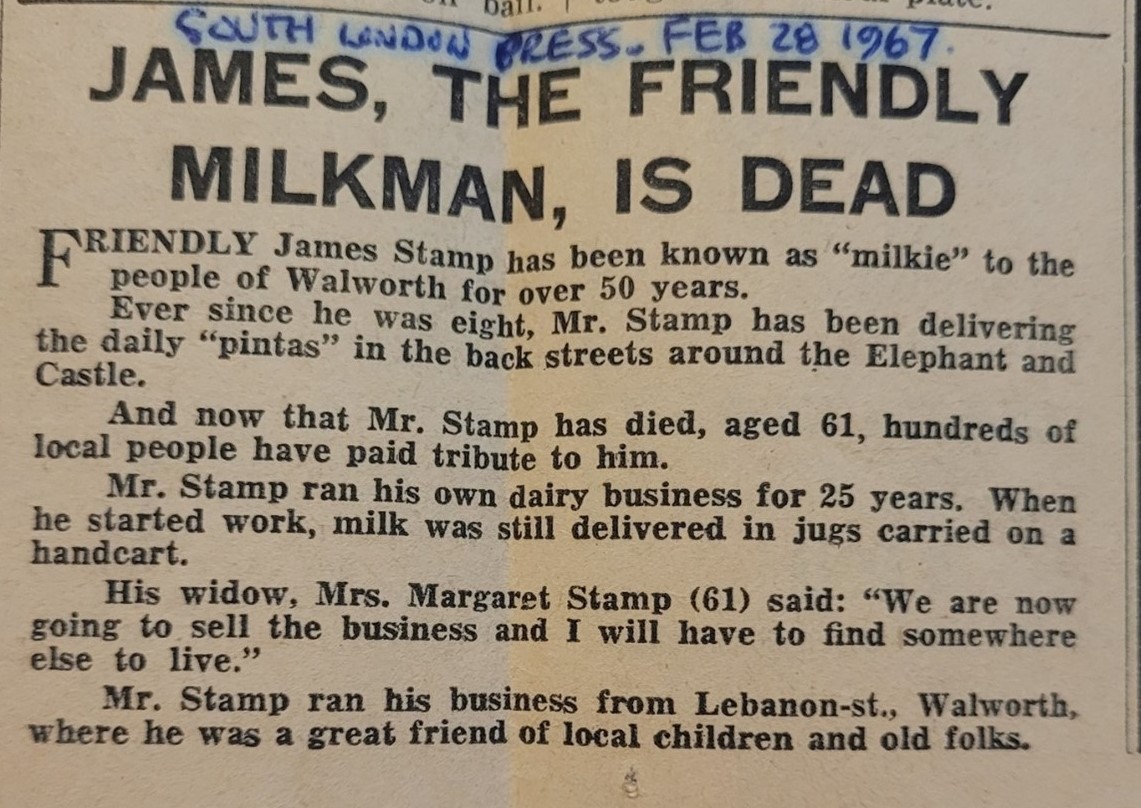 ball.
plate.
SOUTH LONDON PRESS. FEB 28 1967.
JAMES, THE FRIENDLY
MILKMAN, IS DEAD
FRIENDLY James Stamp has been known as “milkie” to the
people of Walworth for over 50 years.
Ever since he was eight, Mr. Stamp has been delivering
the daily “pintas” in the back streets around the Elephant and
Castle.
And now that Mr. Stamp has died, aged 61, hundreds of
local people have paid tribute to him.
Mr. Stamp ran his own dairy business for 25 years. When
he started work, milk was still delivered in jugs carried on a
handcart.
His widow, Mrs. Margaret Stamp (61) said: “We are now
going to sell the business and I will have to find somewhere
else to live.”
Mr. Stamp ran his business from Lebanon-st., Walworth,
where he was a great friend of local children and old folks.